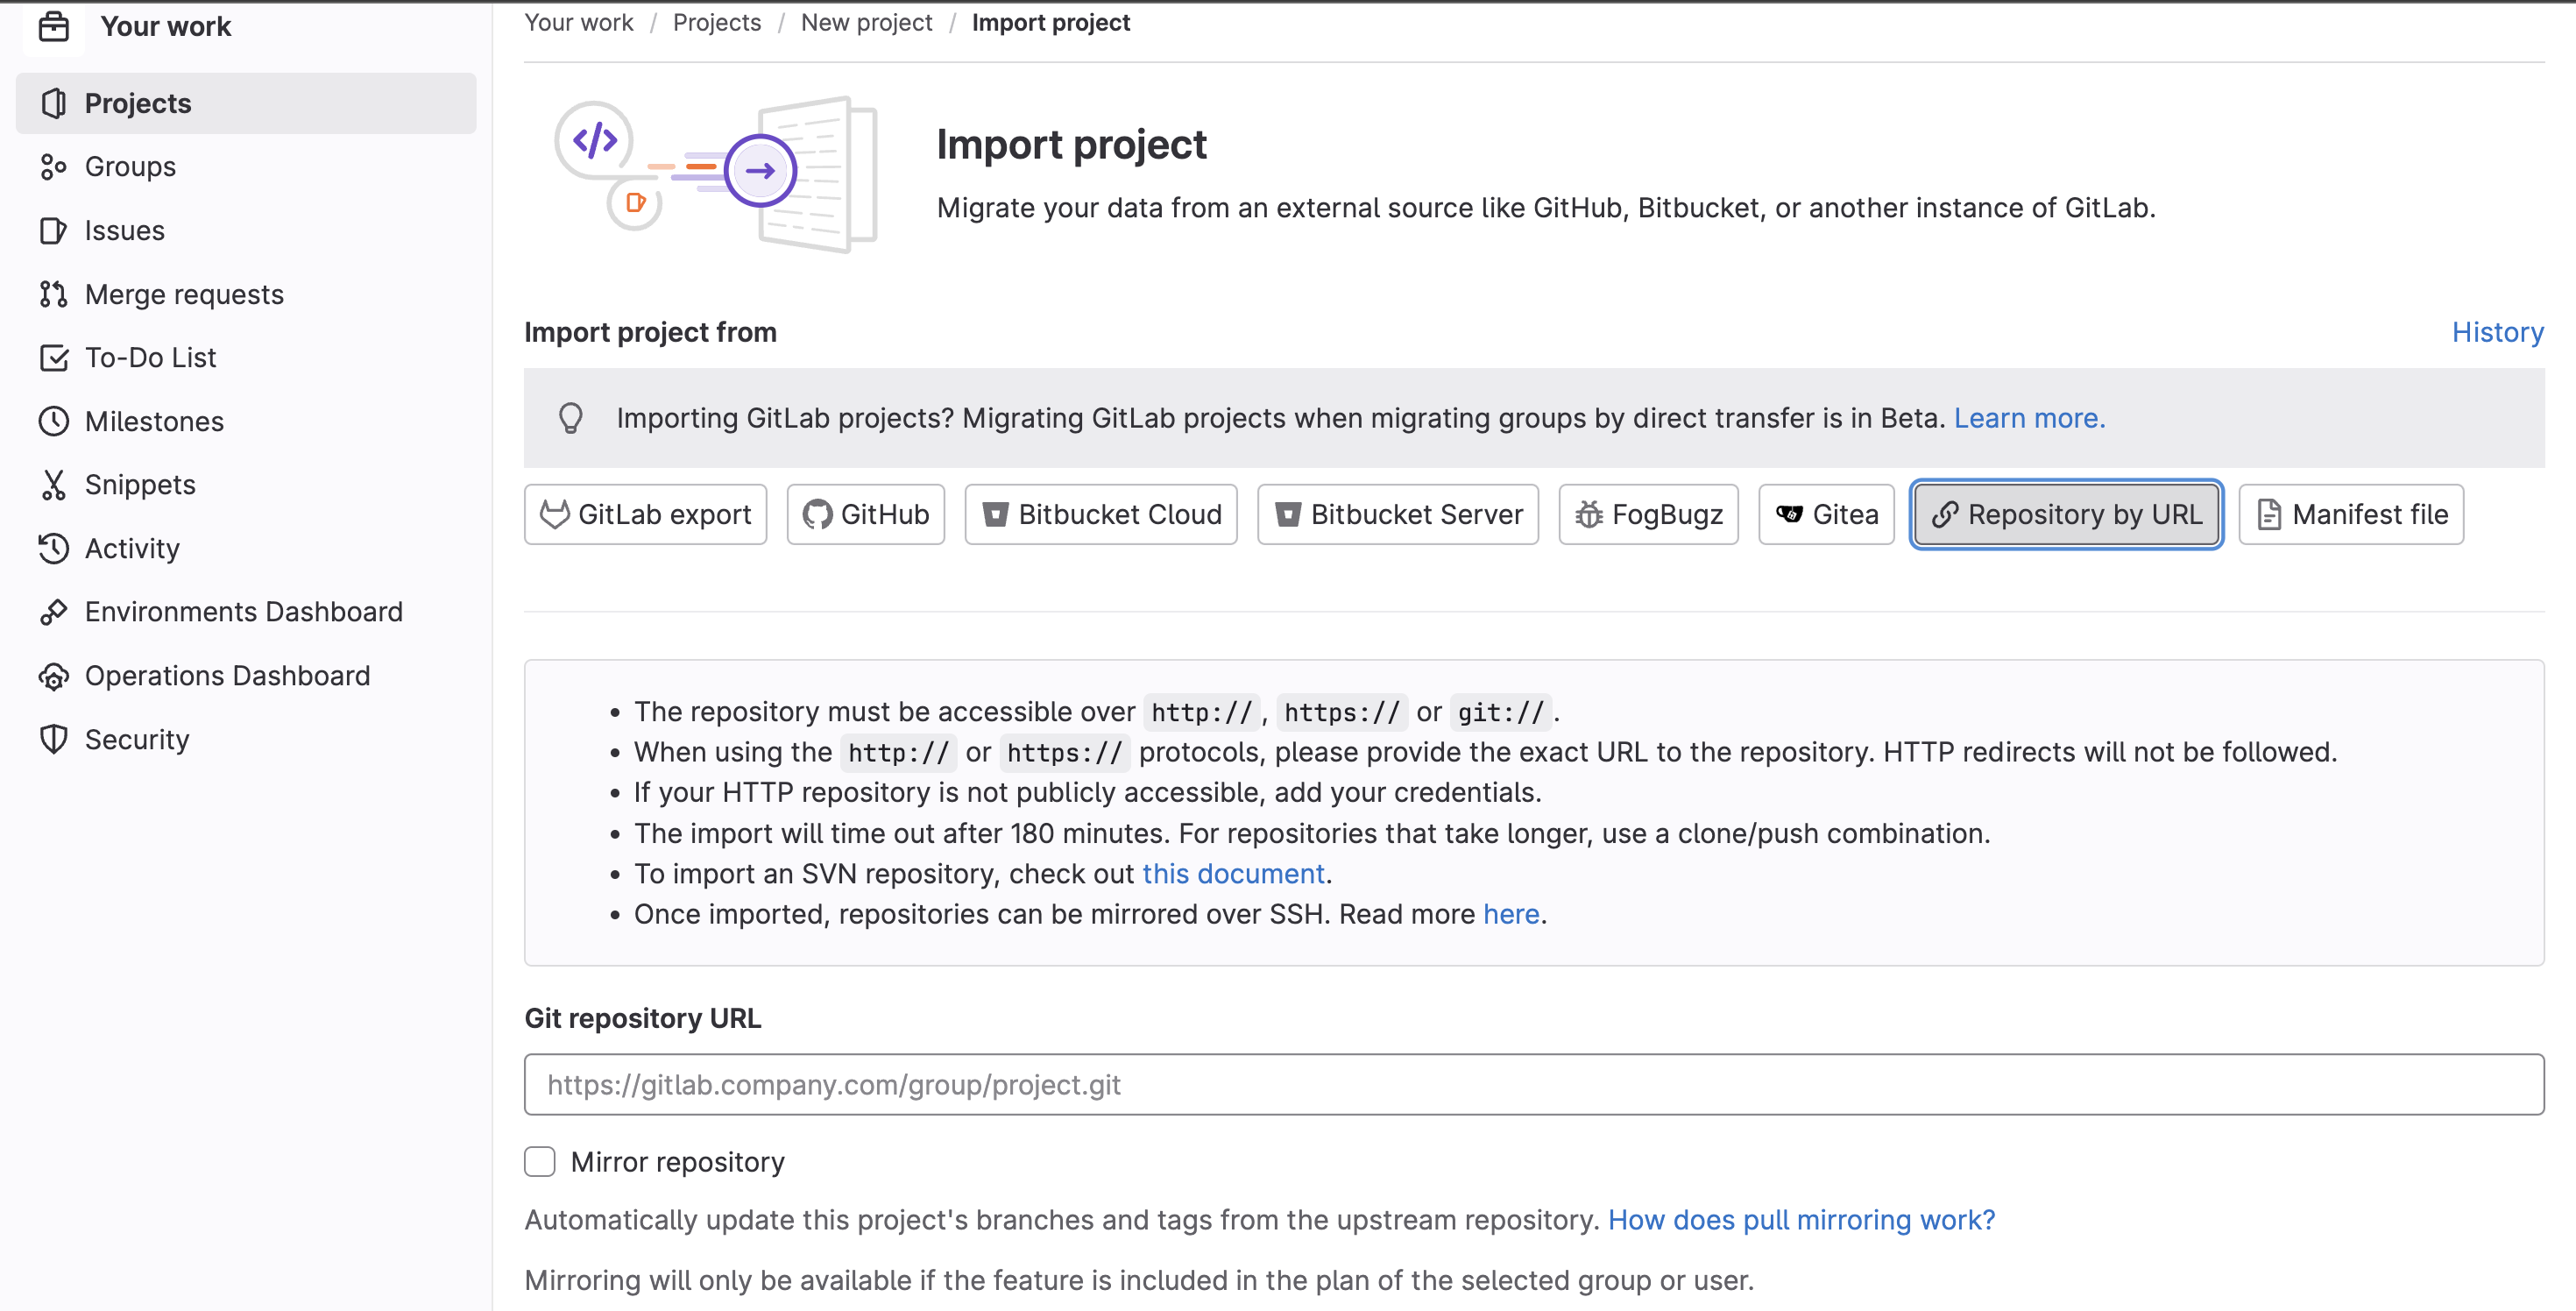 Your work
Projects
Groups
Issues
Merge requests
To-Do List
Milestones
Snippets
Activity
Environments Dashboard
Operations Dashboard
Security
Your work / Projects / New project / Import project
Import project
Migrate your data from an external source like GitHub, Bitbucket, or another instance of GitLab.
Import project from
History
Importing GitLab projects? Migrating GitLab projects when migrating groups by direct transfer is in Beta. Learn more.
GitLab export GitHub Bitbucket Cloud Bitbucket Server FogBugz Gitea Repository by URL Manifest file
• The repository must be accessible over http://, https:// or git://.
• When using the http:// or https:// protocols, please provide the exact URL to the repository. HTTP redirects will not be followed.
• If your HTTP repository is not publicly accessible, add your credentials.
• The import will time out after 180 minutes. For repositories that take longer, use a clone/push combination.
• To import an SVN repository, check out this document.
• Once imported, repositories can be mirrored over SSH. Read more here.
Git repository URL
https://gitlab.company.com/group/project.git
Mirror repository
Automatically update this project's branches and tags from the upstream repository. How does pull mirroring work?
Mirroring will only be available if the feature is included in the plan of the selected group or user.